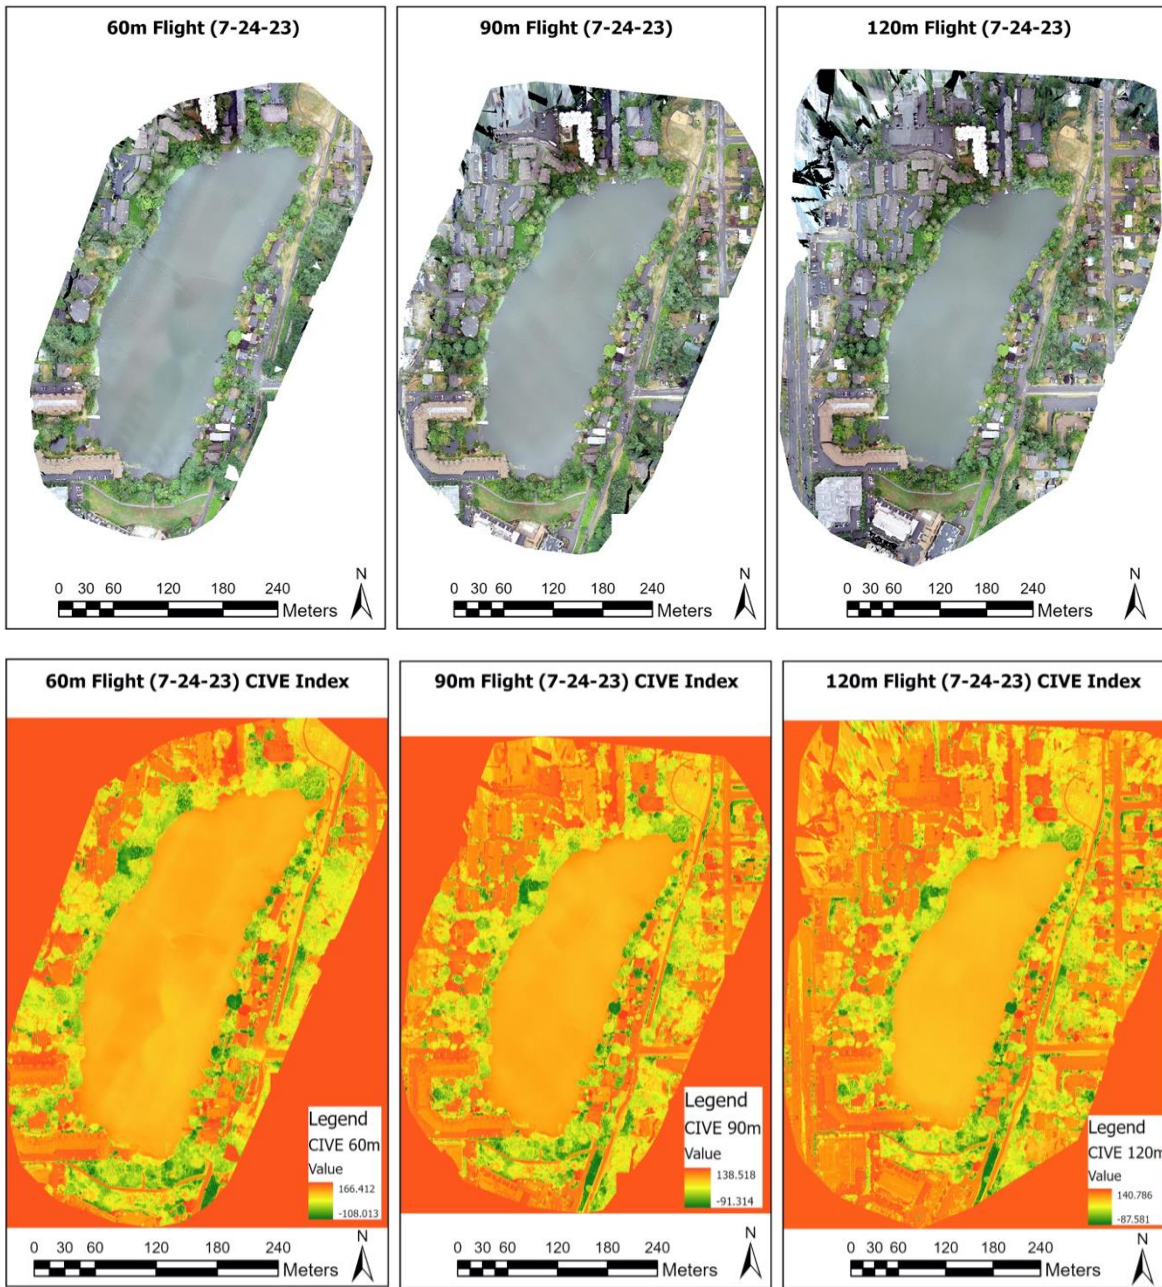 60m Flight (7-24-23)
90m Flight (7-24-23)
120m Flight (7-24-23)
N
0 30 60 120 180 240
Meters
N
0 30 60 120 180 240
Meters
N
0 30 60 120 180 240
Meters
60m Flight (7-24-23) CIVE Index
90m Flight (7-24-23) CIVE Index
120m Flight (7-24-23) CIVE Index
Legend
CIVE 60m
Value
166.412
-108.013
Legend
CIVE 90m
Value
138.518
-91.314
Legend
CIVE 120m
Value
140.786
-87.581
N
0 30 60 120 180 240
Meters
N
0 30 60 120 180 240
Meters
N
0 30 60 120 180 240
Meters